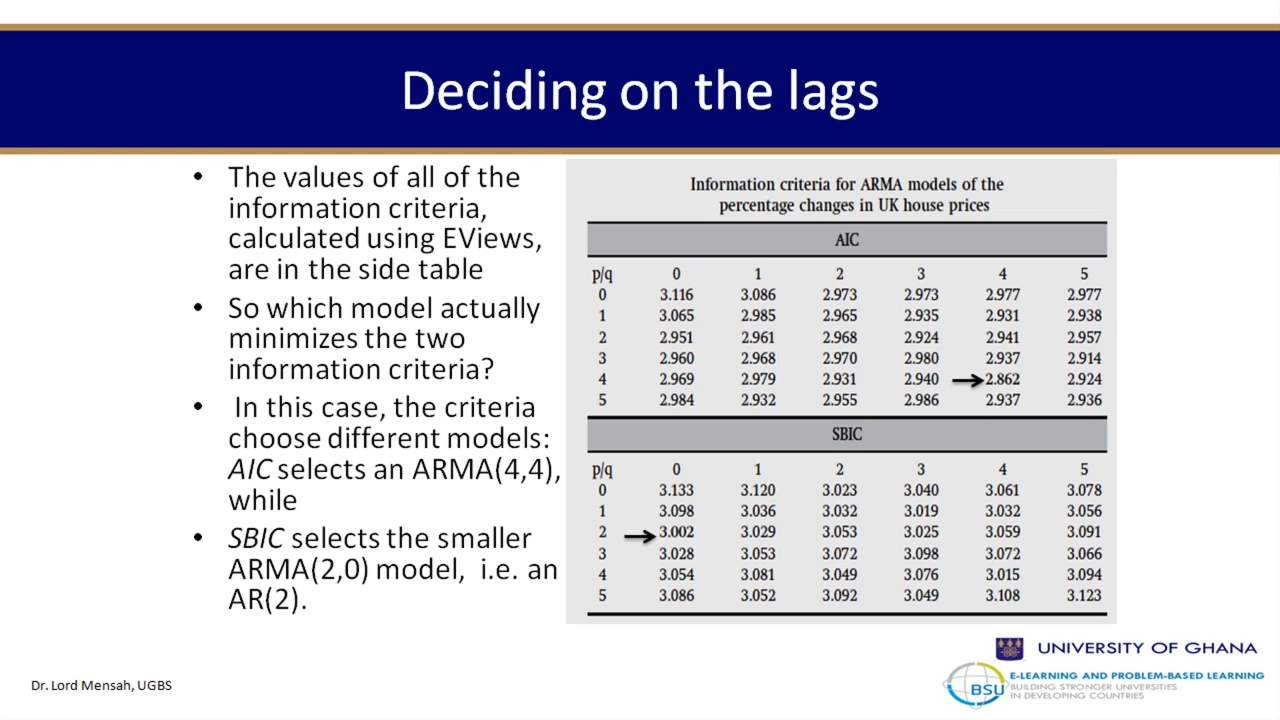 Deciding on the lags
• The values of all of the
information criteria,
calculated using EViews,
are in the side table
• So which model actually
minimizes the two
information criteria?
• In this case, the criteria
choose different models:
AIC selects an ARMA(4,4),
while
• SBIC selects the smaller
ARMA(2,0) model, i.e. an
AR(2).
Information criteria for ARMA models of the
percentage changes in UK house prices
AIC
p/q 0 1 2 3 4 5
0 3.116 3.086 2.973 2.973 2.977 2.977
1 3.065 2.985 2.965 2.935 2.931 2.938
2 2.951 2.961 2.968 2.924 2.941 2.957
3 2.960 2.968 2.970 2.980 2.937 2.914
4 2.969 2.979 2.931 2.940 2.862 2.924
5 2.984 2.932 2.955 2.986 2.937 2.936
SBIC
p/q 0 1 2 3 4 5
0 3.133 3.120 3.023 3.040 3.061 3.078
1 3.098 3.036 3.032 3.019 3.032 3.056
2 3.002 3.029 3.053 3.025 3.059 3.091
3 3.028 3.053 3.072 3.098 3.072 3.066
4 3.054 3.081 3.049 3.076 3.015 3.094
5 3.086 3.052 3.092 3.049 3.108 3.123
Dr. Lord Mensah, UGBS
UNIVERSITY OF GHANA
BSU
E-LEARNING AND PROBLEM-BASED LEARNING
BUILDING STRONGER UNIVERSITIES
IN DEVELOPING COUNTRIES